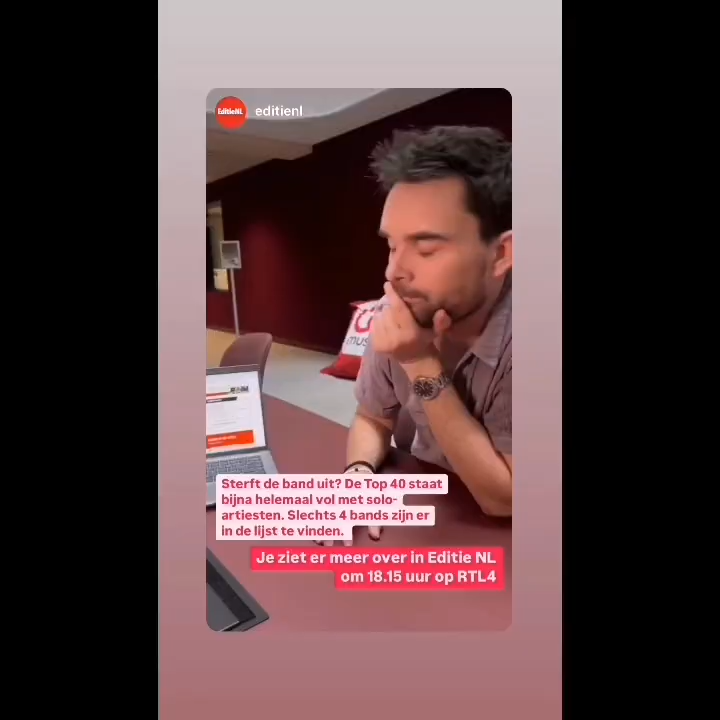 EditieNL
editienl
Sterft de band uit? De Top 40 staat
bijna helemaal vol met solo-
artiesten. Slechts 4 bands zijn er
in de lijst te vinden.
Je ziet er meer over in Editie NL
om 18.15 uur op RTL4